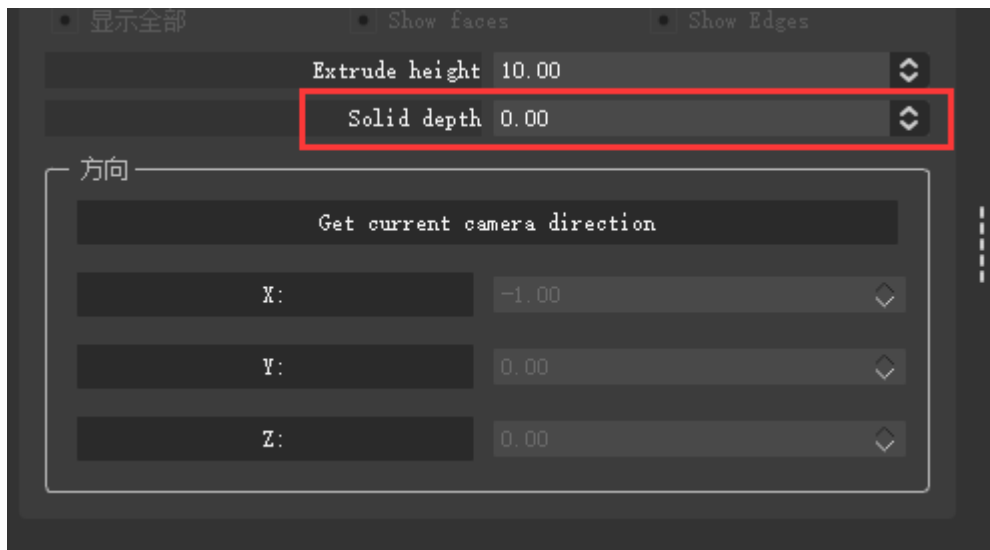 显示全部 Show faces Show Edges
Extrude height 10.00
Solid depth 0.00
方向
Get current camera direction
X: -1.00
Y: 0.00
Z: 0.00